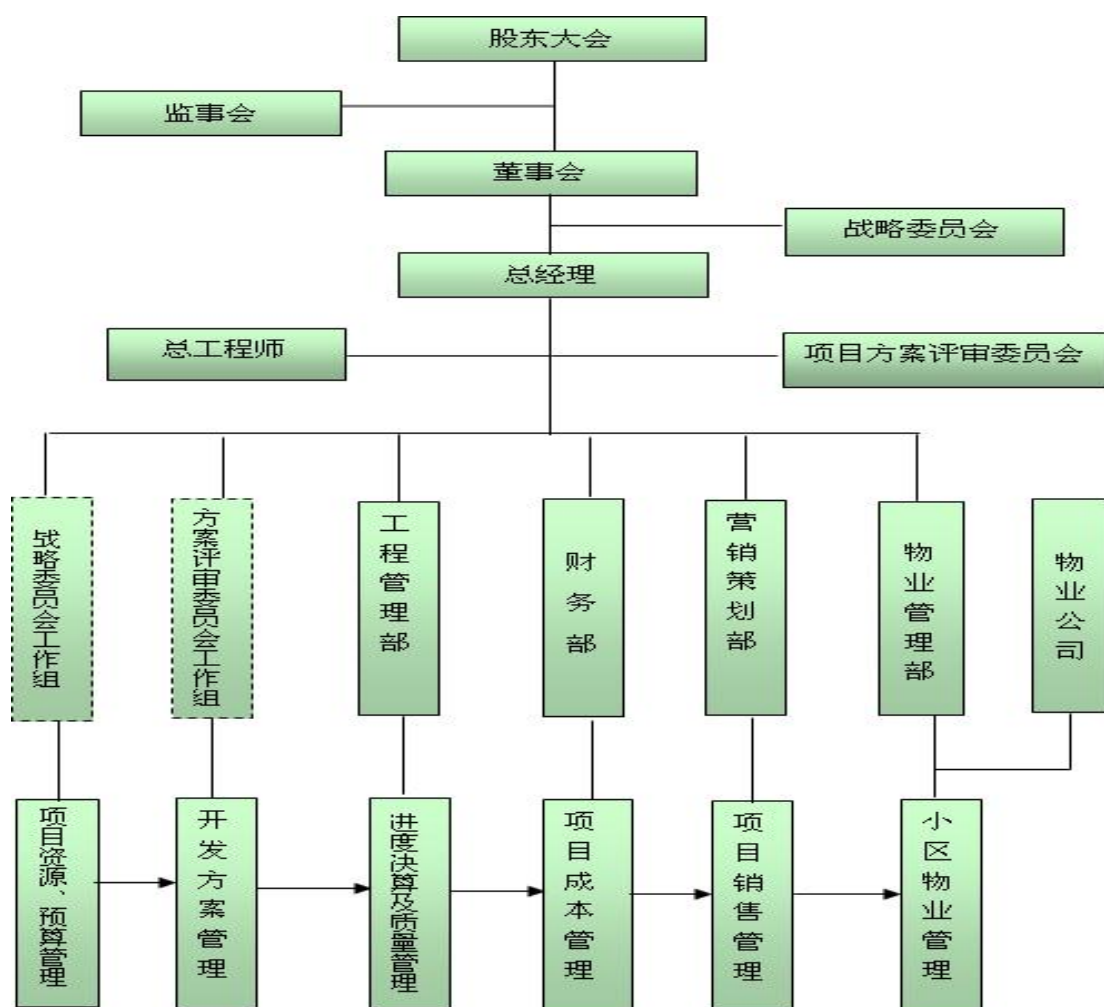 股东大会
监事会
董事会
战略委员会
总经理
总工程师
项目方案评审委员会
战略委员会工作组
方案评审委员会工作组
工程管理部
财务部
营销策划部
物业管理部
物业公司
项目资源、预算管理
开发方案管理
进度决算及质量管理
项目成本管理
项目销售管理
小区物业管理